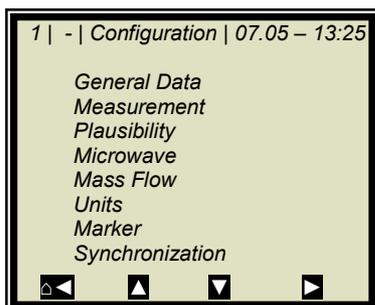 1 | - | Configuration | 07.05 – 13:25
General Data
Measurement
Plausibility
Microwave
Mass Flow
Units
Marker
Synchronization